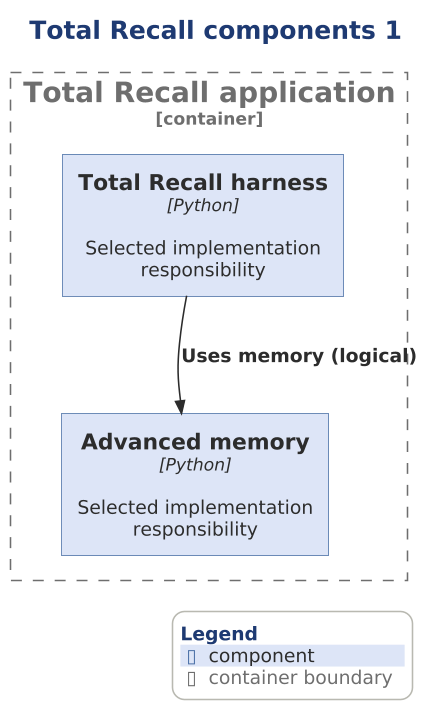 Total Recall components 1
Total Recall application
[container]
Total Recall harness
[Python]
Selected implementation
responsibility
Uses memory (logical)
Advanced memory
[Python]
Selected implementation
responsibility
Legend
component
container boundary